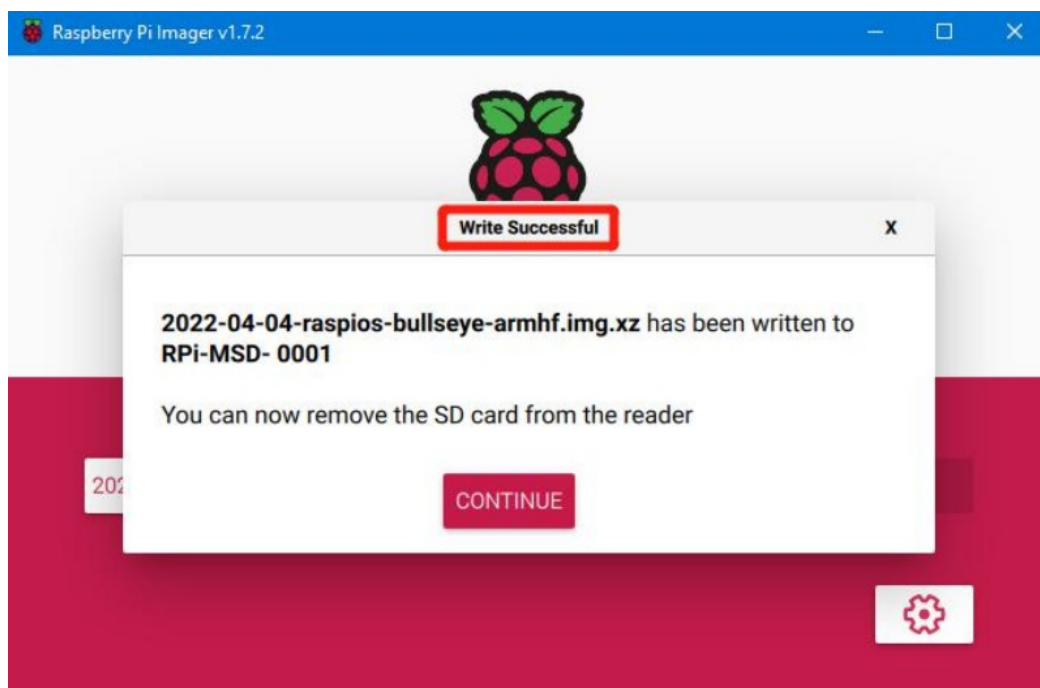 Raspberry Pi Imager v1.7.2
Write Successful
X
2022-04-04-raspios-bullseye-armhf.img.xz has been written to
RPi-MSD- 0001
You can now remove the SD card from the reader
202
CONTINUE